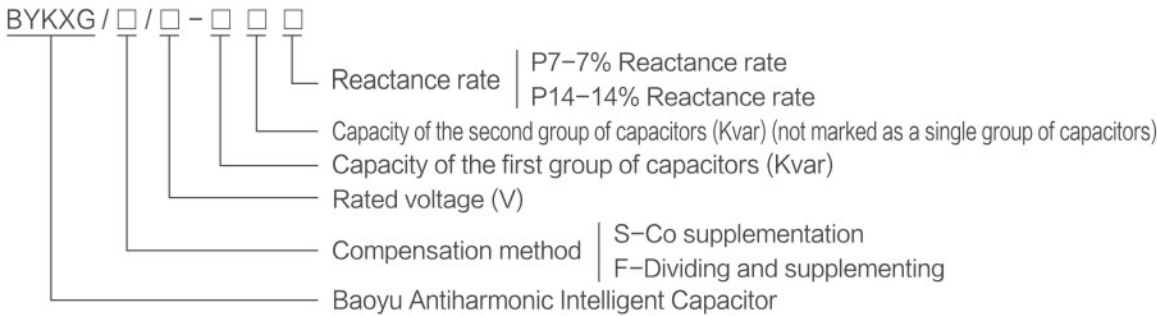 BYKXG / □ / □ - □ □ □
Reactance rate
P7-7% Reactance rate
P14-14% Reactance rate
Capacity of the second group of capacitors (Kvar) (not marked as a single group of capacitors)
Capacity of the first group of capacitors (Kvar)
Rated voltage (V)
Compensation method
S-Co supplementation
F-Dividing and supplementing
Baoyu Antiharmonic Intelligent Capacitor